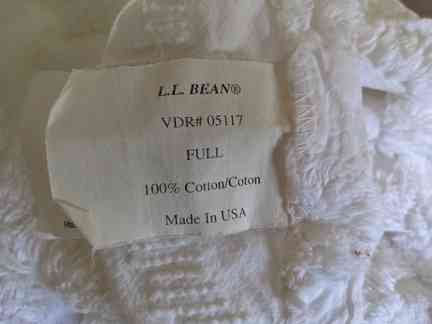 L.L. BEAN®
VDR# 05117
FULL
100% Cotton/Coton
Made In USA